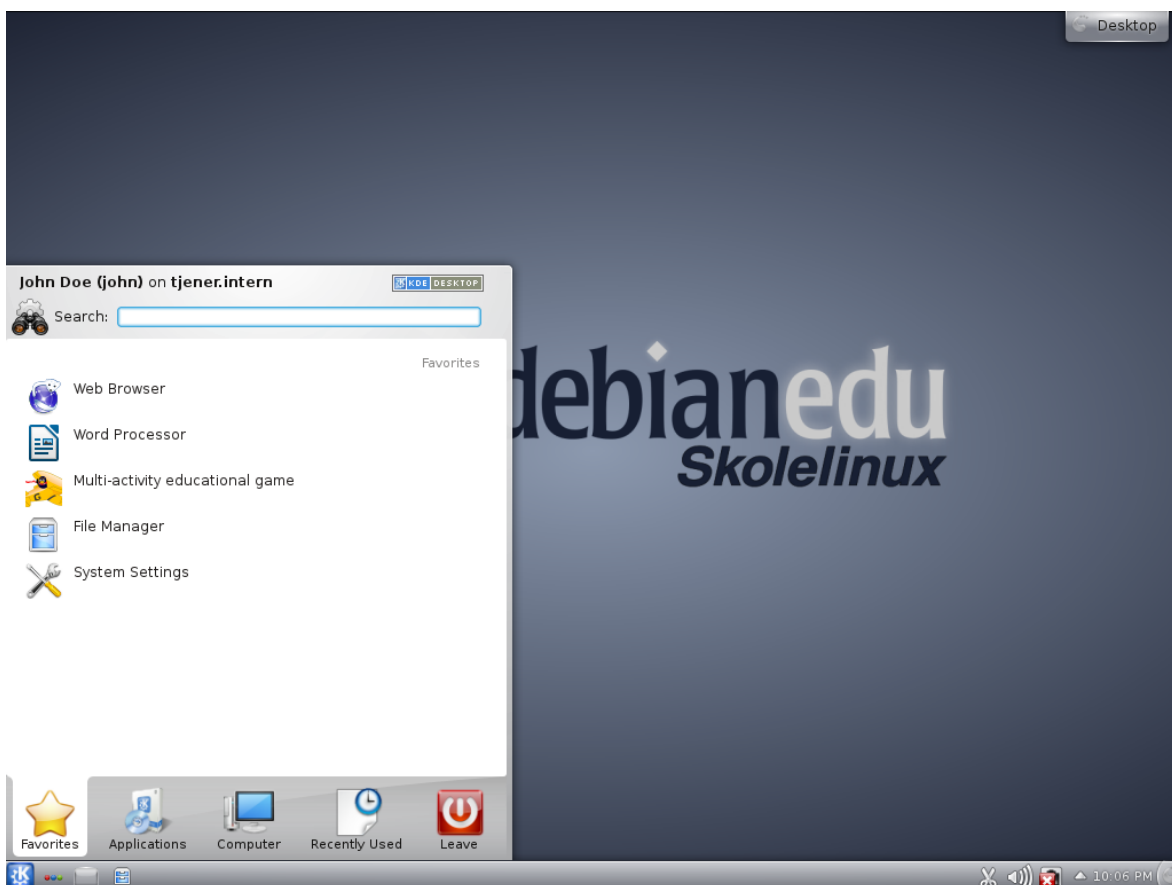 Desktop
John Doe (john) on tjener.intern
KDE DESKTOP
Search:
Favorites
Web Browser
Word Processor
Multi-activity educational game
File Manager
System Settings
debianedu
Skolelinux
Favorites Applications Computer Recently Used Leave
10:06 PM